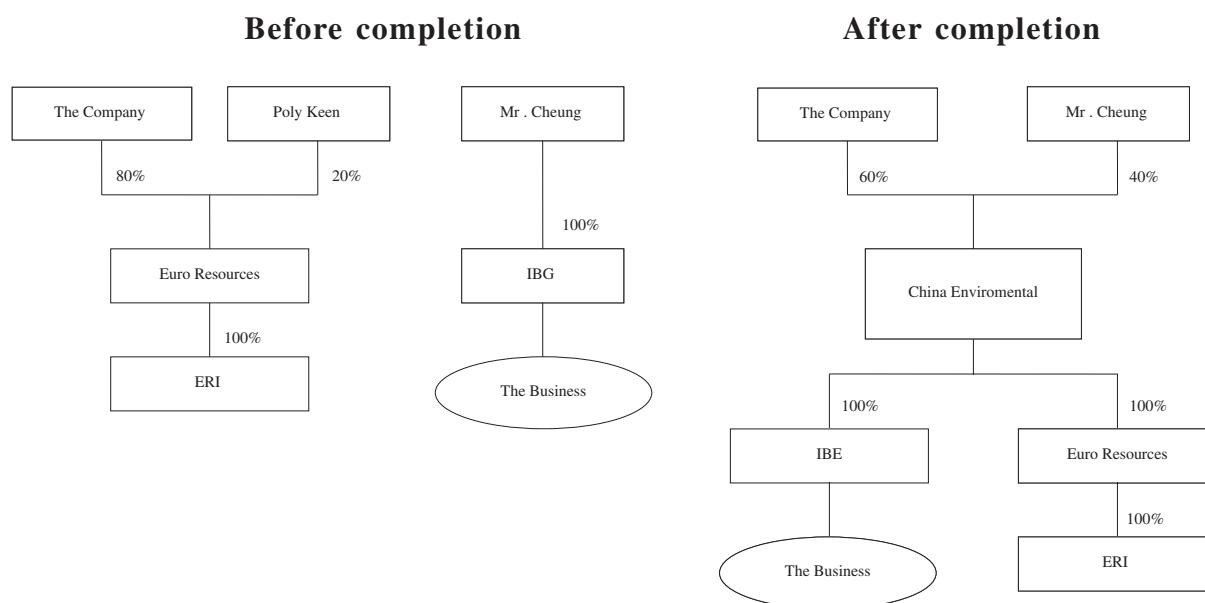 Before completion
The Company
Poly Keen
Mr . Cheung
80%
20%
100%
Euro Resources
IBG
100%
ERI
The Business
After completion
The Company
Mr . Cheung
60%
40%
China Enviromental
100%
100%
IBE
Euro Resources
100%
The Business
ERI